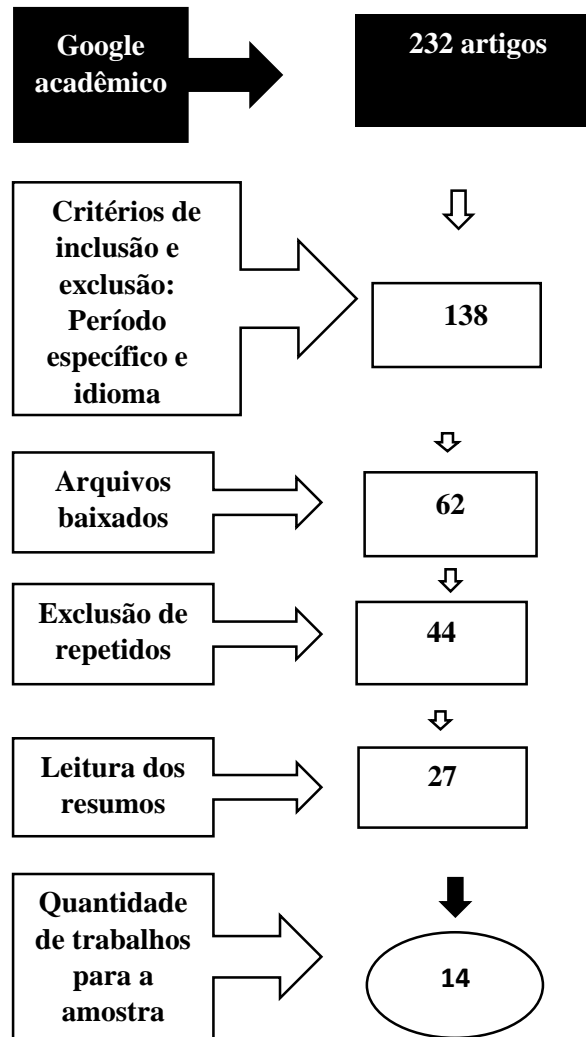 Google
acadêmico
232 artigos
Critérios de
inclusão e
exclusão:
Período
específico e
idioma
138
Arquivos
baixados
62
Exclusão de
repetidos
44
Leitura dos
resumos
27
Quantidade
de trabalhos
para a
amostra
14